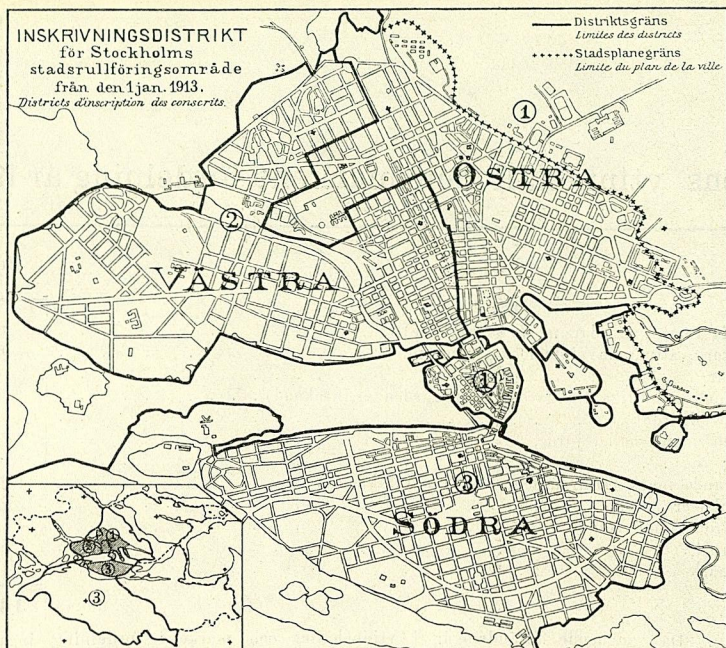 INSKRIVNINGSDISTRIKT
för Stockholms
stadsrullföringsområde
från den 1 jan. 1913.
Districts d'inscription des conscrits.
Distriktsgräns
Limites des districts
Stadsplanegräns
Limite du plan de la ville
1
ÖSTRA
2
VÄSTRA
1
3
SÖDRA
3
3